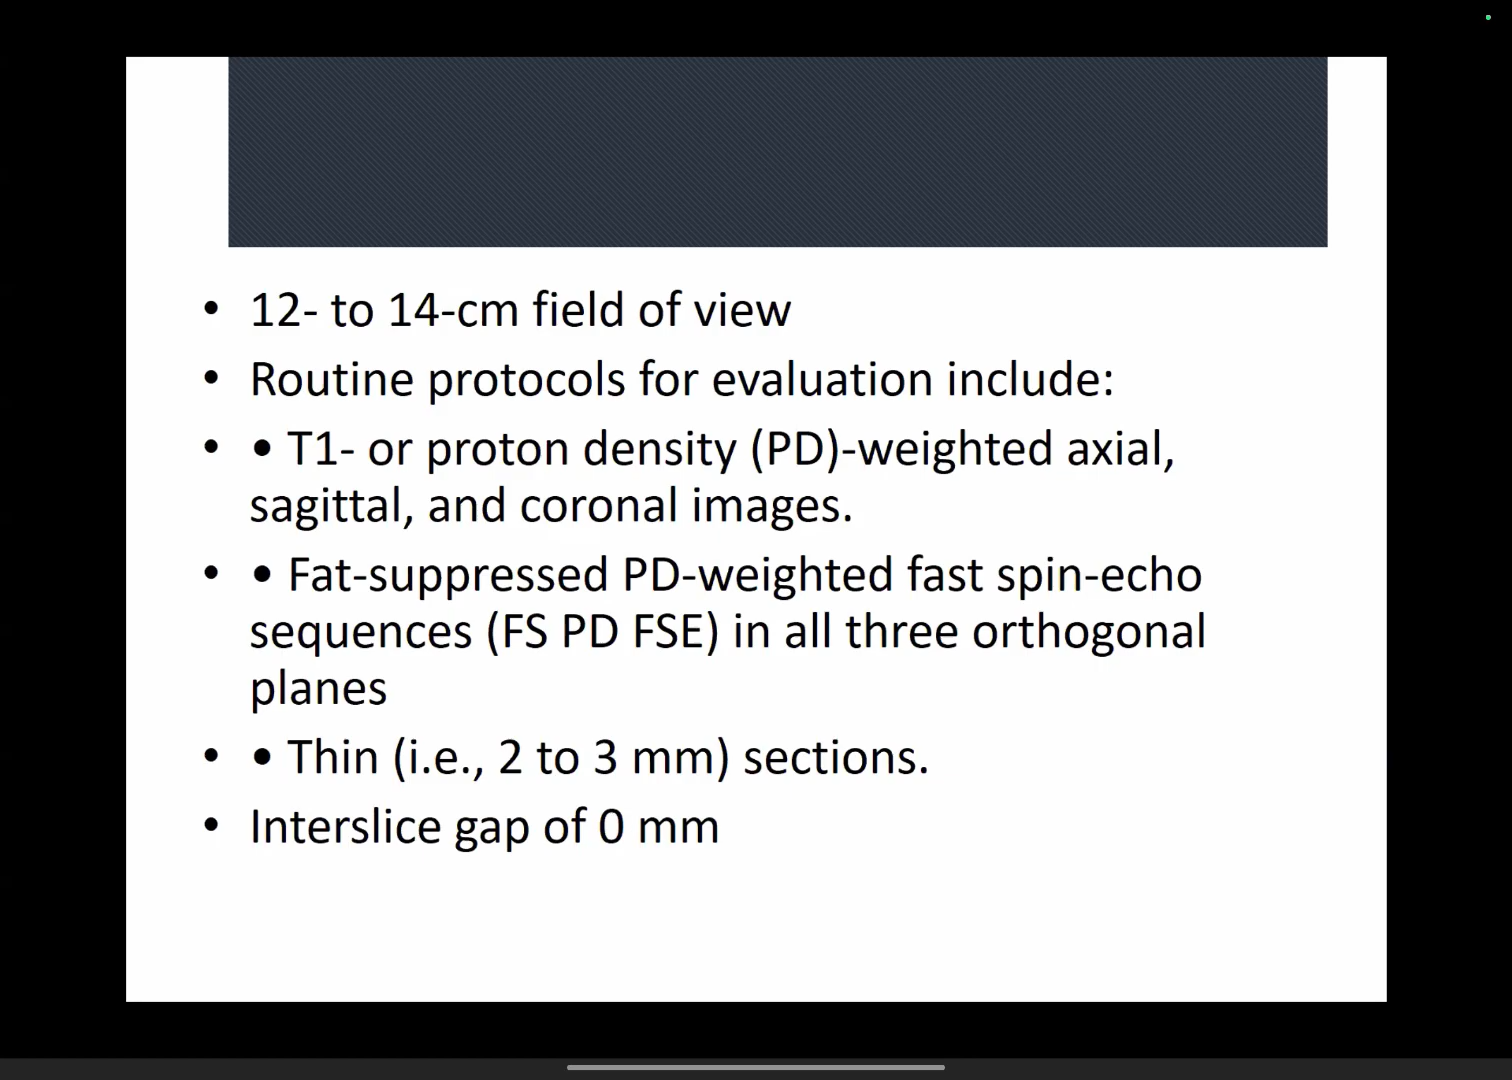 • 12- to 14-cm field of view
• Routine protocols for evaluation include:
• • T1- or proton density (PD)-weighted axial,
sagittal, and coronal images.
• • Fat-suppressed PD-weighted fast spin-echo
sequences (FS PD FSE) in all three orthogonal
planes
• • Thin (i.e., 2 to 3 mm) sections.
• Interslice gap of 0 mm